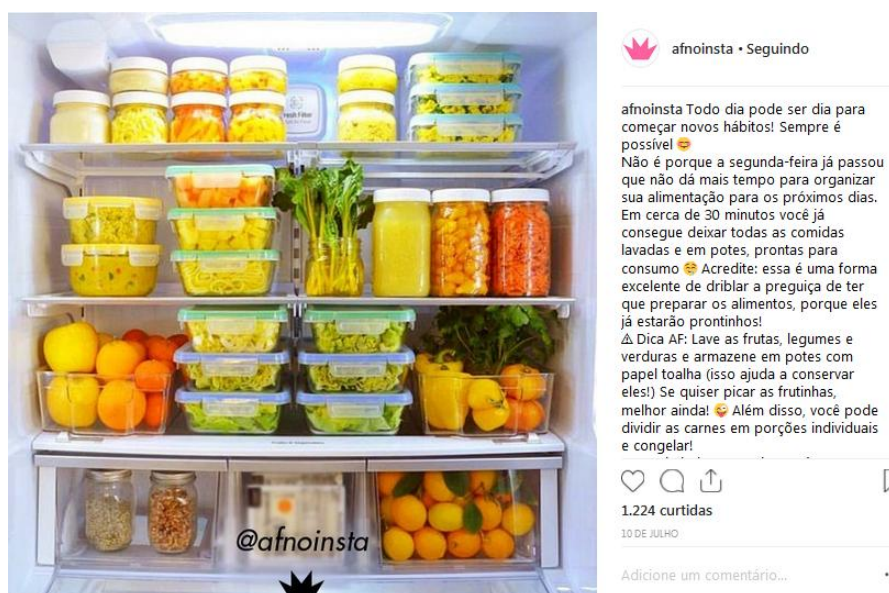 afnoinsta • Seguindo
afnoinsta Todo dia pode ser dia para
começar novos hábitos! Sempre é
possível
Não é porque a segunda-feira já passou
que não dá mais tempo para organizar
sua alimentação para os próximos dias.
Em cerca de 30 minutos você já
consegue deixar todas as comidas
lavadas e em potes, prontas para
consumo 😊 Acredite: essa é uma forma
excelente de driblar a preguiça de ter
que preparar os alimentos, porque eles
já estarão prontinhos!
⚠ Dica AF: Lave as frutas, legumes e
verduras e armazene em potes com
papel toalha (isso ajuda a conservar
eles!) Se quiser picar as frutinhas,
melhor ainda! 😜 Além disso, você pode
dividir as carnes em porções individuais
e congelar!
1.224 curtidas
10 DE JULHO
Adicione um comentário...
Fresh Filter
@afnoinsta